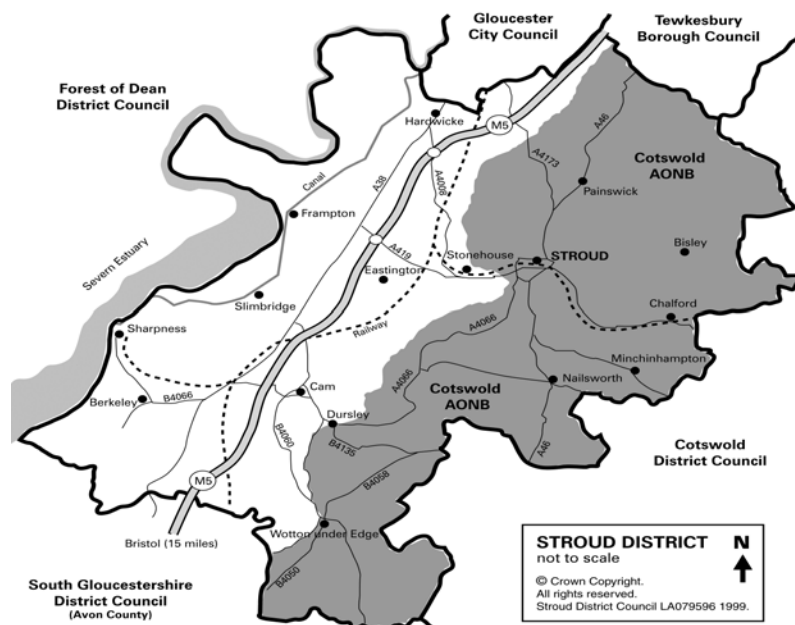 Gloucester
City Council
Tewkesbury
Borough Council
Forest of Dean
District Council
Hardwicke
M5
A46
A4173
Cotswold
AONB
Canal
A38
A4008
Painswick
Frampton
Severn Estuary
A419
Stonehouse
STROUD
Bisley
Eastington
Slimbridge
Chalford
Sharpness
Railway
A4066
Minchinhampton
Cam
A4066
Cotswold
AONB
Nailsworth
Berkeley
B4066
Dursley
B4060
B4135
A46
Cotswold
District Council
B4058
M5
Wotton under Edge
Bristol (15 miles)
B4050
STROUD DISTRICT
N
not to scale
© Crown Copyright.
All rights reserved.
Stroud District Council LA079596 1999.
South Gloucestershire
District Council
(Avon County)